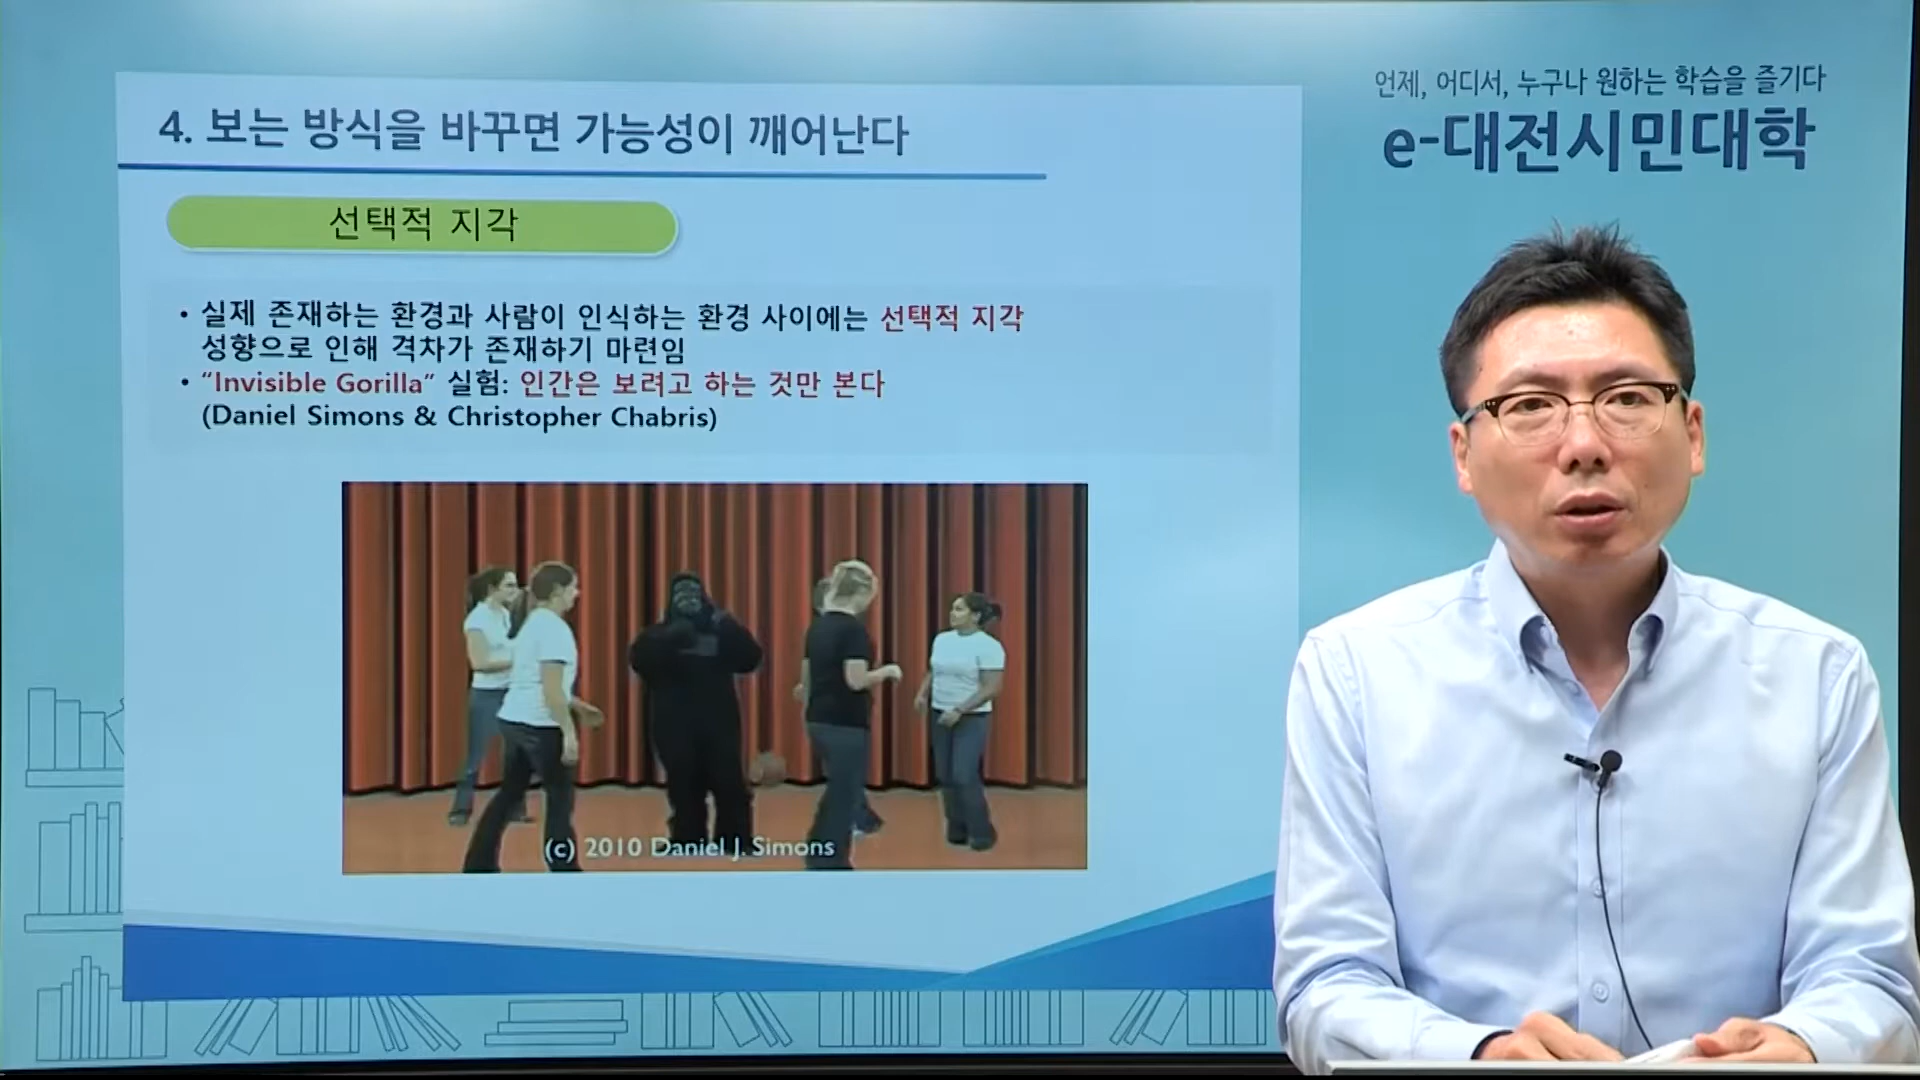 4. 보는 방식을 바꾸면 가능성이 깨어난다
언제, 어디서, 누구나 원하는 학습을 즐기다
e-대전시민대학
선택적 지각
• 실제 존재하는 환경과 사람이 인식하는 환경 사이에는 선택적 지각
성향으로 인해 격차가 존재하기 마련임
• “Invisible Gorilla” 실험: 인간은 보려고 하는 것만 본다
(Daniel Simons & Christopher Chabris)
(c) 2010 Daniel J. Simons